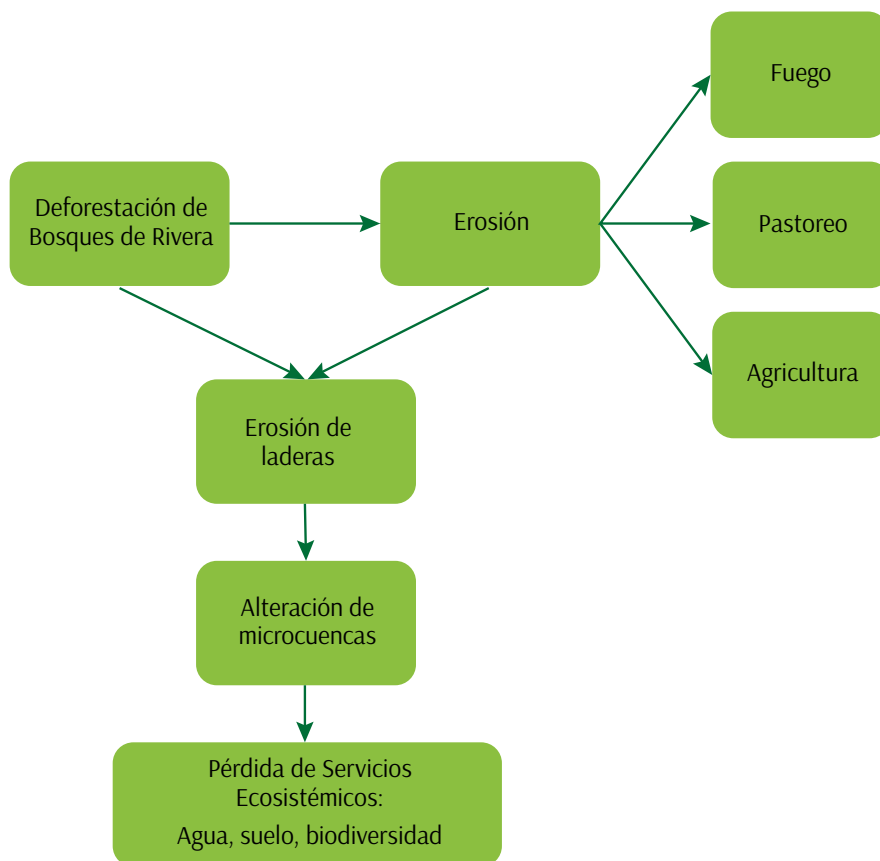 Fuego
Deforestación de
Bosques de Rivera
Erosión
Pastoreo
Agricultura
Erosión de
laderas
Alteración de
microcuencas
Pérdida de Servicios
Ecosistémicos:
Agua, suelo, biodiversidad